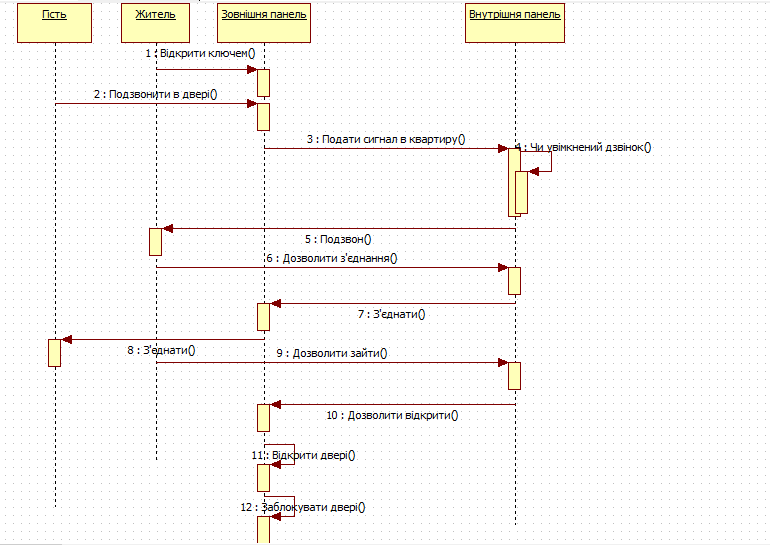 Гість
Житель
Зовнішня панель
Внутрішня панель
1 : Відкрити ключем()
2 : Подзвонити в двері()
3 : Подати сигнал в квартиру()
4 : Чи увімкнений дзвінок()
5 : Подзвон()
6 : Дозволити з'єднання()
7 : З'єднати()
8 : З'єднати()
9 : Дозволити зайти()
10 : Дозволити відкрити()
11 : Відкрити двері()
12 : Заблокувати двері()